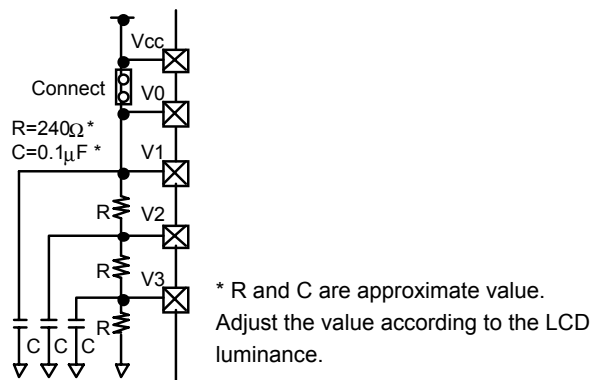 Vcc
Connect
V0
R=240Ω*
C=0.1μF *
V1
R
V2
R
V3
R
C
C
C
* R and C are approximate value.
Adjust the value according to the LCD
luminance.